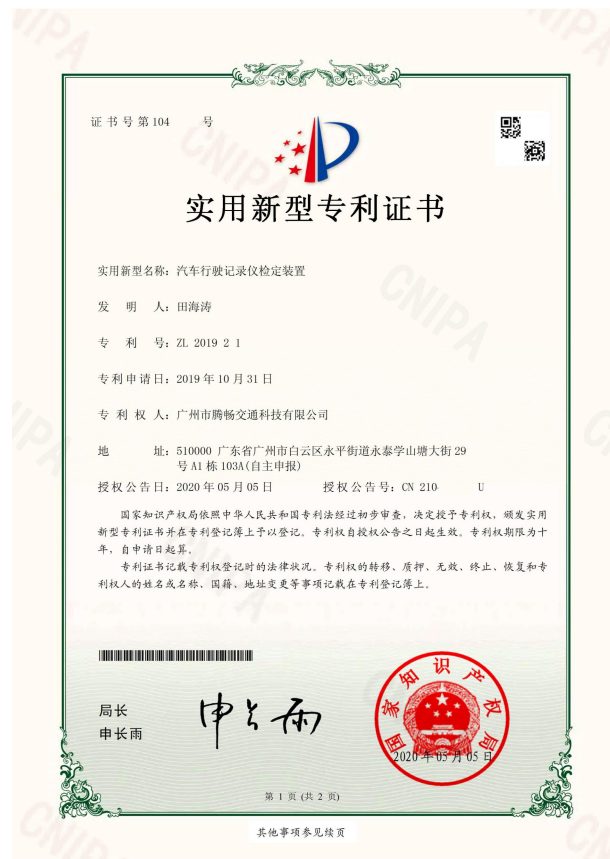 证书号第104 号
实用新型专利证书
实用新型名称：汽车行驶记录仪检定装置
发 明 人：田海涛
专 利 号：ZL 2019 2 1
专利申请日：2019年10月31日
专 利 权 人：广州市腾畅交通科技有限公司
地 址：510000 广东省广州市白云区永平街道永泰学山塘大街29
号A1栋103A(自主申报)
授权公告日：2020年05月05日 授权公告号：CN 210 U
国家知识产权局依照中华人民共和国专利法经过初步审查，决定授予专利权，颁发实用
新型专利证书并在专利登记簿上予以登记。专利权自授权公告之日起生效。专利权期限为十
年，自申请日起算。
专利证书记载专利权登记时的法律状况。专利权的转移、质押、无效、终止、恢复和专
利权人的姓名或名称、国籍、地址变更等事项记载在专利登记簿上。
局长
申长雨
申长雨
国家知识产权局
2020年05月05日
第 1 页 (共 2 页)
其他事项参见续页
CNIPA
CNIPA
CNIPA
CNIPA
CNIPA
CNIPA